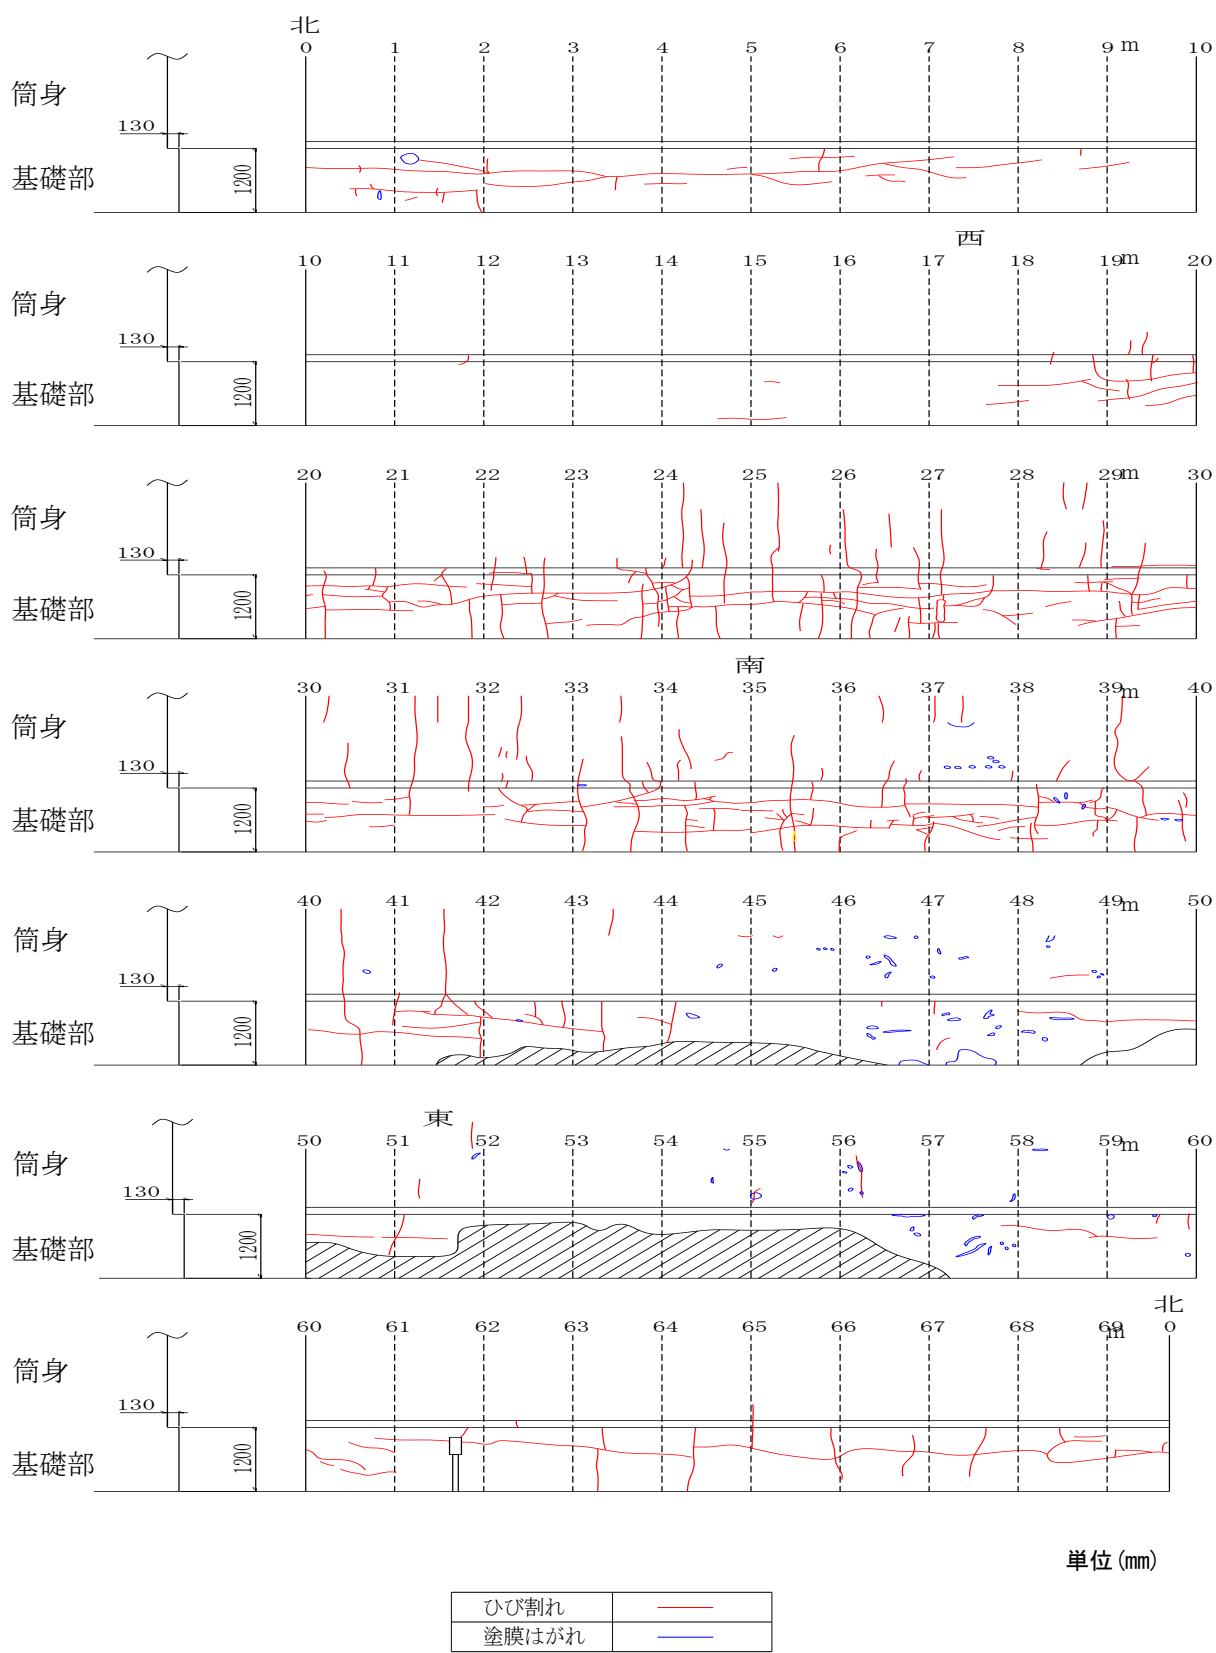 北
0 1 2 3 4 5 6 7 8 9 m 10
筒身
130
基礎部
1200
西
10 11 12 13 14 15 16 17 18 19 m 20
筒身
130
基礎部
1200
20 21 22 23 24 25 26 27 28 29 m 30
筒身
130
基礎部
1200
南
30 31 32 33 34 35 36 37 38 39 m 40
筒身
130
基礎部
1200
40 41 42 43 44 45 46 47 48 49 m 50
筒身
130
基礎部
1200
東
50 51 52 53 54 55 56 57 58 59 m 60
筒身
130
基礎部
1200
北
60 61 62 63 64 65 66 67 68 69 m 0
筒身
130
基礎部
1200
単位(mm)
ひび割れ
塗膜はがれ